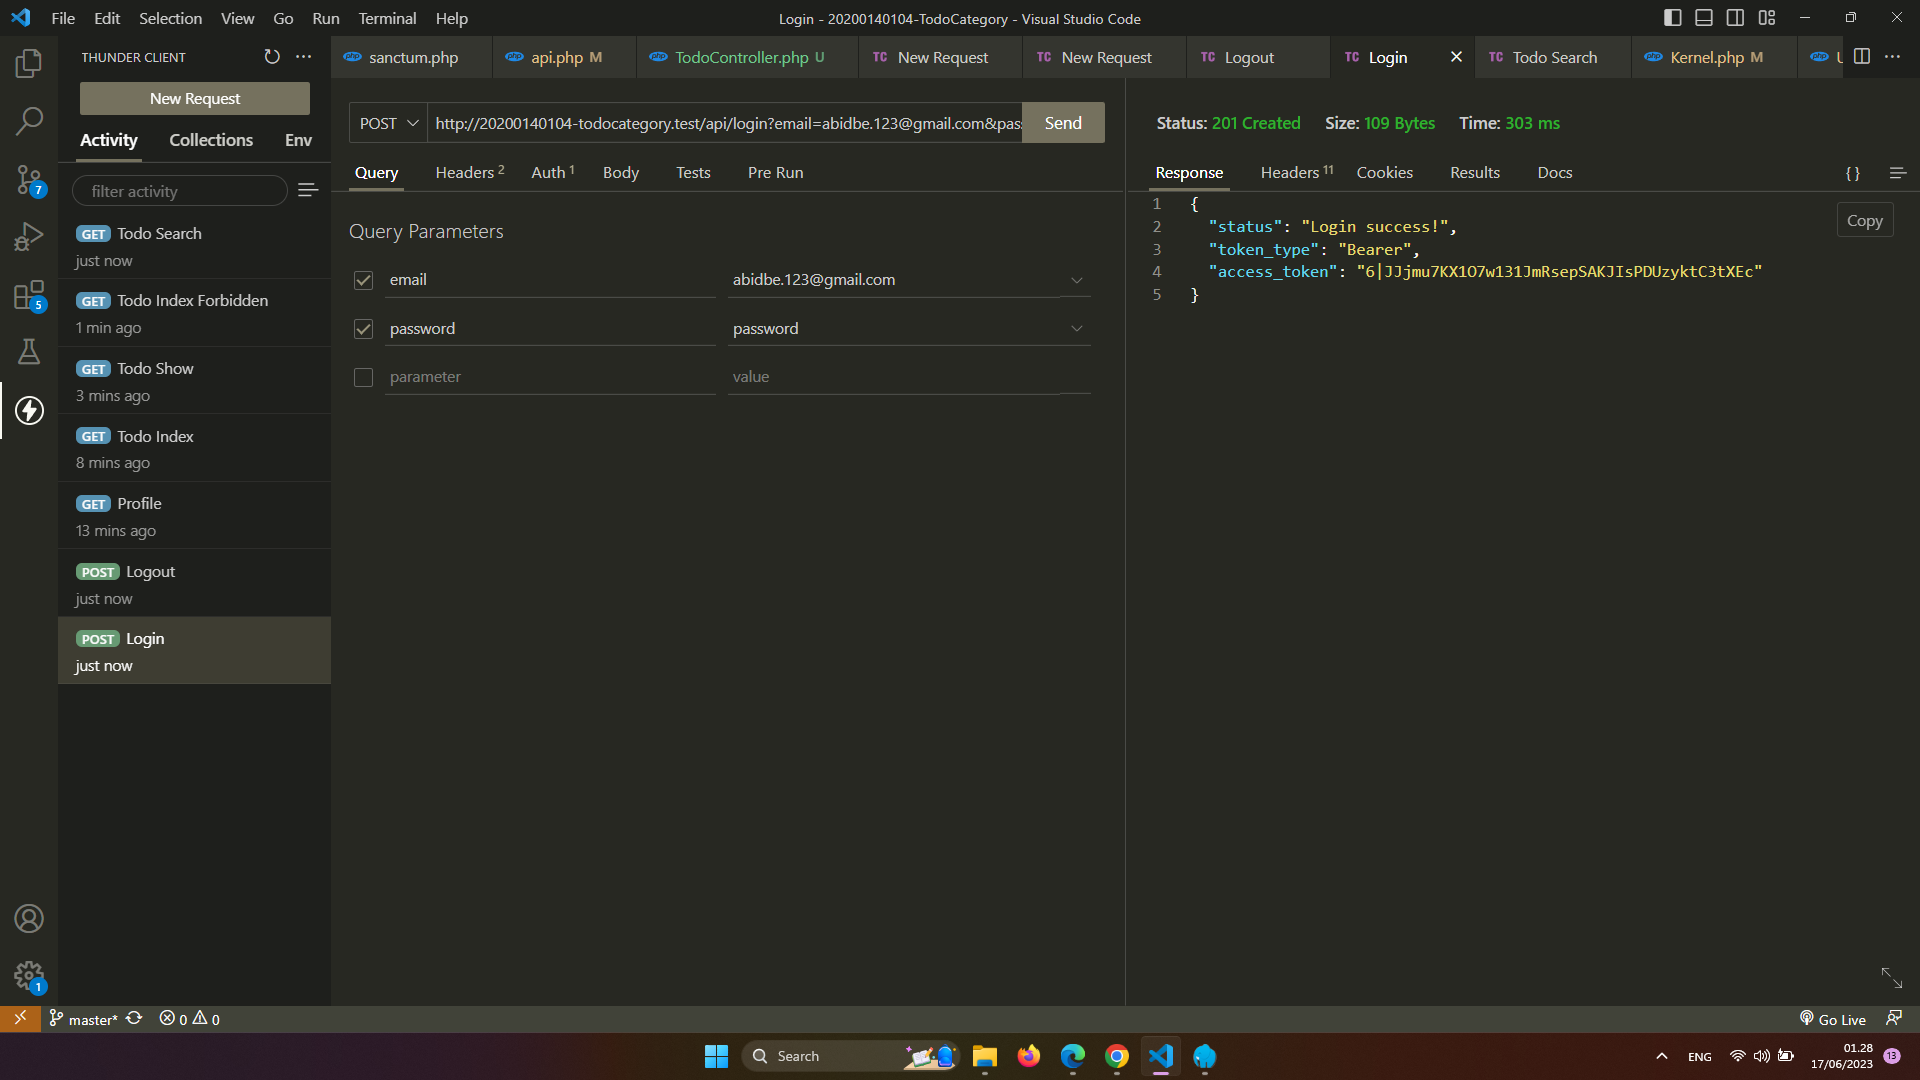 File Edit Selection View Go Run Terminal Help
Login - 20200140104-TodoCategory - Visual Studio Code
THUNDER CLIENT
New Request
Activity Collections Env
filter activity
GET Todo Search
just now
GET Todo Index Forbidden
1 min ago
GET Todo Show
3 mins ago
GET Todo Index
8 mins ago
GET Profile
13 mins ago
POST Logout
just now
POST Login
just now
7
5
1
sanctum.php
api.php M
TodoController.php U
TC New Request
TC New Request
TC Logout
TC Login
TC Todo Search
Kernel.php M
POST
http://20200140104-todocategory.test/api/login?email=abidbe.123@gmail.com&pas
Send
Query Headers 2 Auth 1 Body Tests Pre Run
Query Parameters
email abidbe.123@gmail.com
password password
parameter value
Status: 201 Created Size: 109 Bytes Time: 303 ms
Response Headers 11 Cookies Results Docs
{ }
Copy
1 {
2 "status": "Login success!",
3 "token_type": "Bearer",
4 "access_token": "6|JJjmu7KX1O7w131JmRsepSAKJIsPDUzyktC3tXEc"
5 }
master* 0 0
Go Live
Search
ENG
01.28
17/06/2023
13